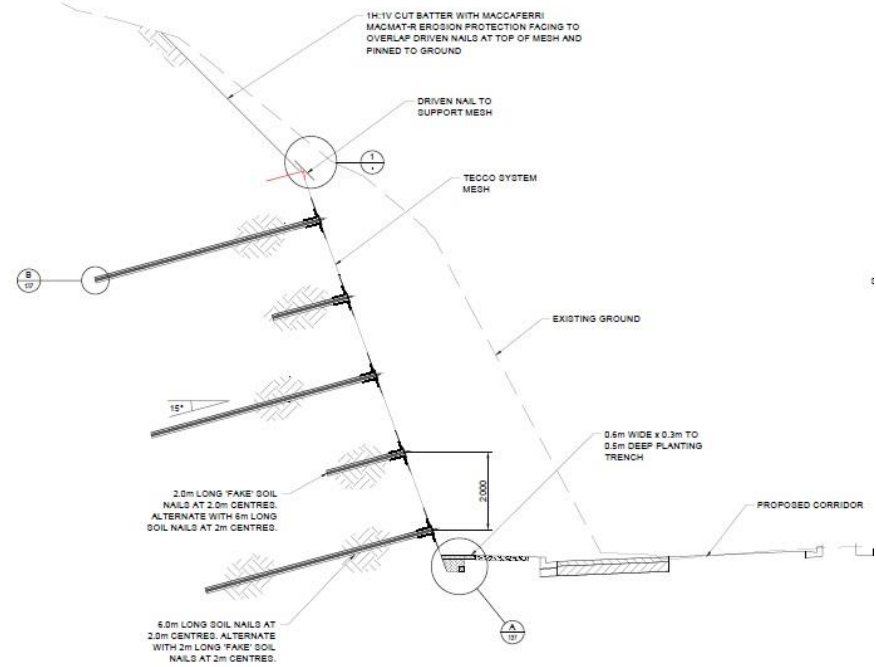 1H:1V CUT BATTER WITH MACCAFERRI
MACMAT-R EROSION PROTECTION FACING TO
OVERLAP DRIVEN NAILS AT TOP OF MESH AND
PINNED TO GROUND
DRIVEN NAIL TO
SUPPORT MESH
1
TECCO SYSTEM
MESH
B
137
EXISTING GROUND
15°
0.6m WIDE x 0.3m TO
0.5m DEEP PLANTING
TRENCH
2.0m LONG 'FAKE' SOIL
NAILS AT 2.0m CENTRES.
ALTERNATE WITH 6m LONG
SOIL NAILS AT 2m CENTRES.
2000
PROPOSED CORRIDOR
6.0m LONG SOIL NAILS AT
2.0m CENTRES. ALTERNATE
WITH 2m LONG 'FAKE' SOIL
NAILS AT 2m CENTRES.
A
137